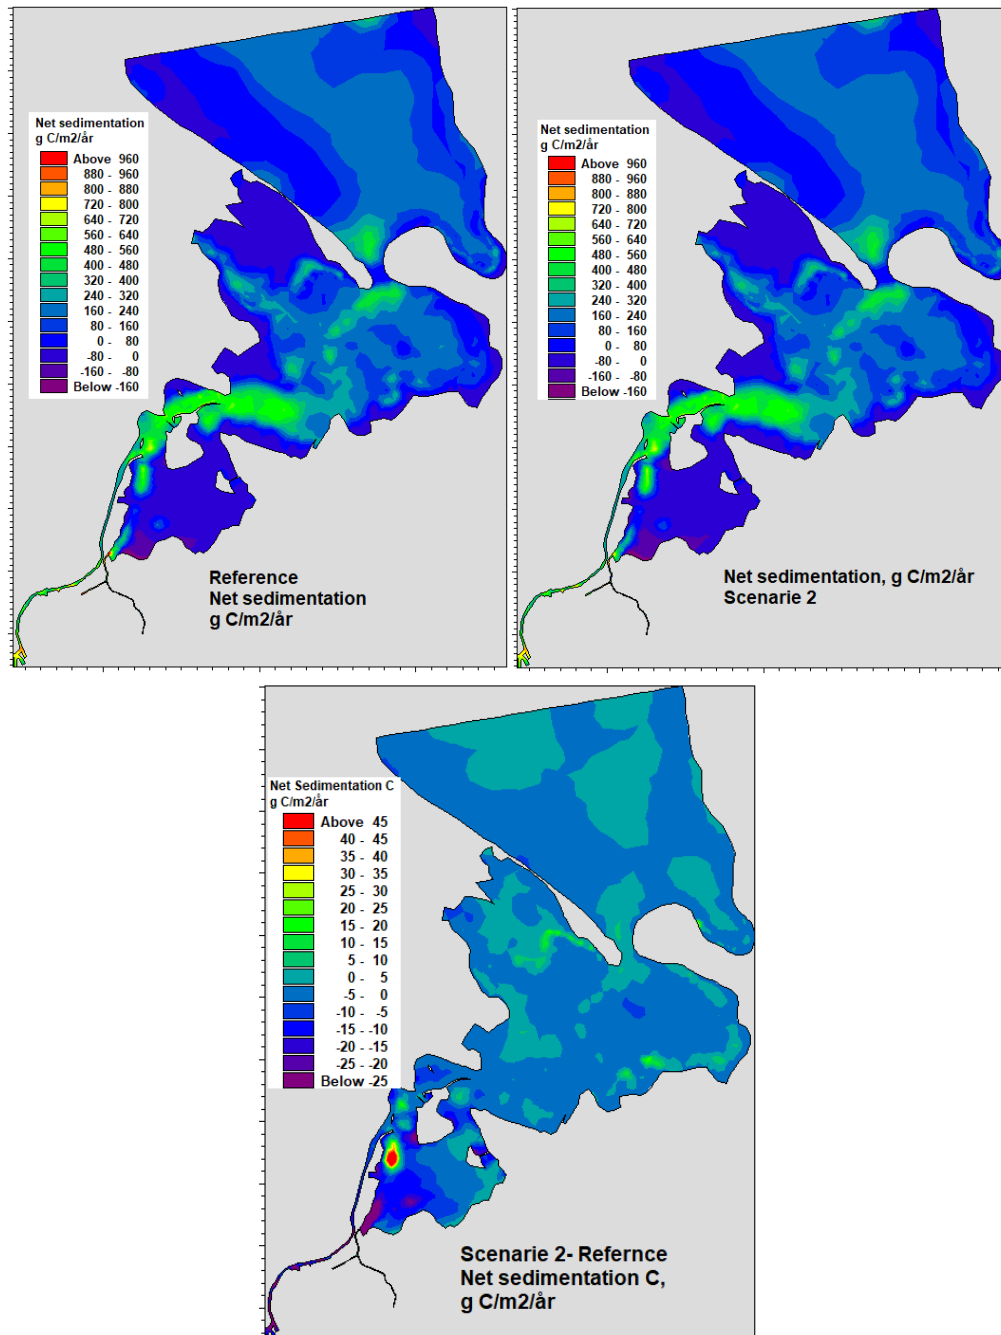 Net sedimentation
g C/m2/år
Above 960
880 - 960
800 - 880
720 - 800
640 - 720
560 - 640
480 - 560
400 - 480
320 - 400
240 - 320
160 - 240
80 - 160
0 - 80
-80 - 0
-160 - -80
Below -160
Reference
Net sedimentation
g C/m2/år
Net sedimentation
g C/m2/år
Above 960
880 - 960
800 - 880
720 - 800
640 - 720
560 - 640
480 - 560
400 - 480
320 - 400
240 - 320
160 - 240
80 - 160
0 - 80
-80 - 0
-160 - -80
Below -160
Net sedimentation, g C/m2/år
Scenarie 2
Net Sedimentation C
g C/m2/år
Above 45
40 - 45
35 - 40
30 - 35
25 - 30
20 - 25
15 - 20
10 - 15
5 - 10
0 - 5
-5 - 0
-10 - -5
-15 - -10
-20 - -15
-25 - -20
Below -25
Scenarie 2- Refernce
Net sedimentation C,
g C/m2/år